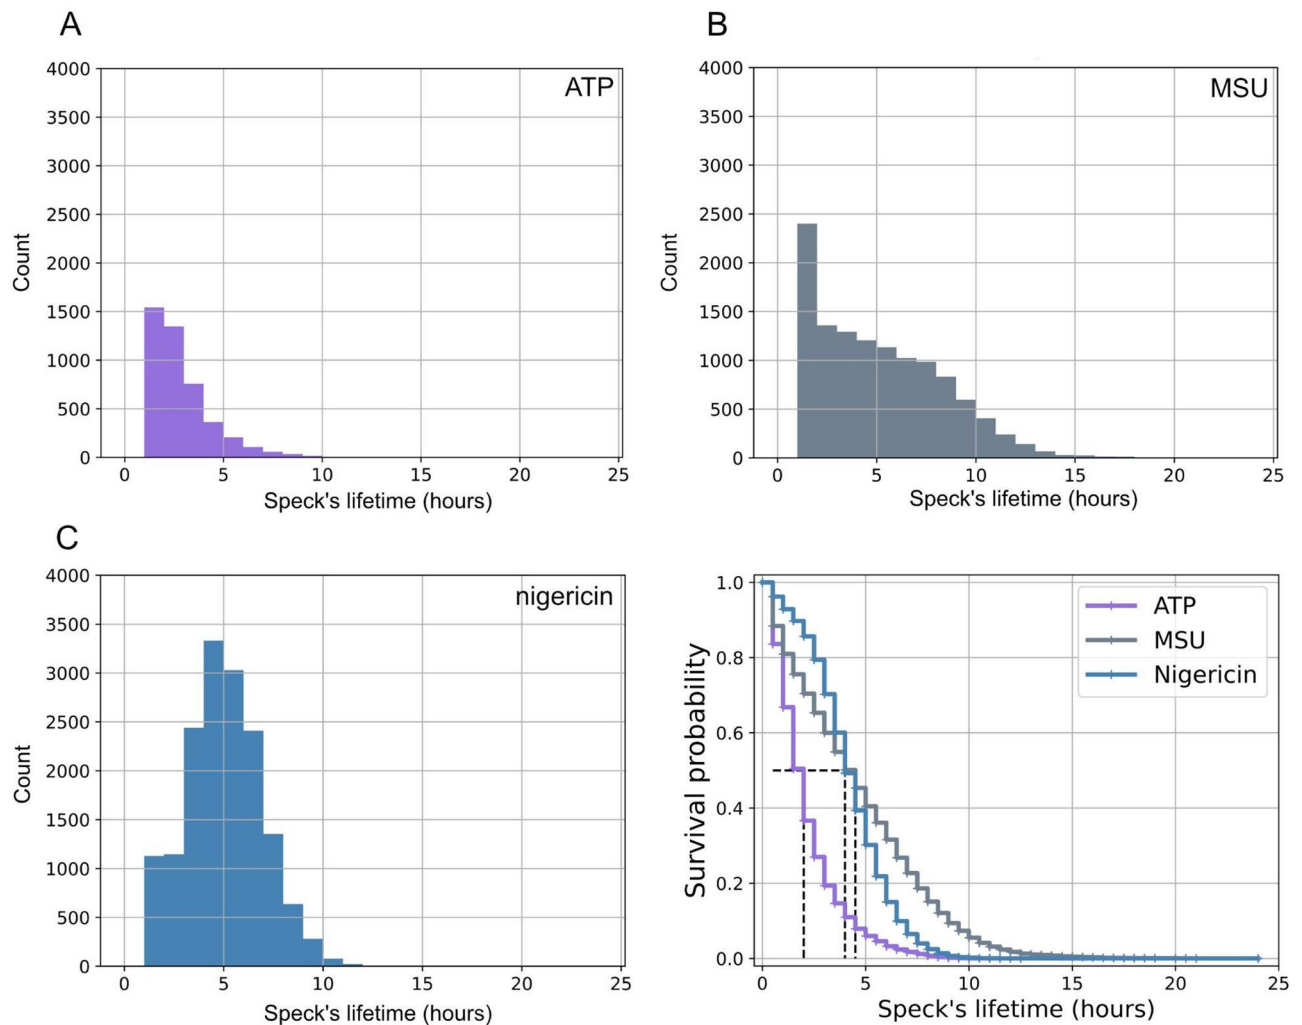 A
ATP
4000
3500
3000
2500
2000
1500
1000
500
0
Count
0 5 10 15 20 25
Speck's lifetime (hours)
B
MSU
4000
3500
3000
2500
2000
1500
1000
500
0
Count
0 5 10 15 20 25
Speck's lifetime (hours)
C
nigericin
4000
3500
3000
2500
2000
1500
1000
500
0
Count
0 5 10 15 20 25
Speck's lifetime (hours)
ATP
MSU
Nigericin
1.0
0.8
0.6
0.4
0.2
0.0
Survival probability
0 5 10 15 20 25
Speck's lifetime (hours)